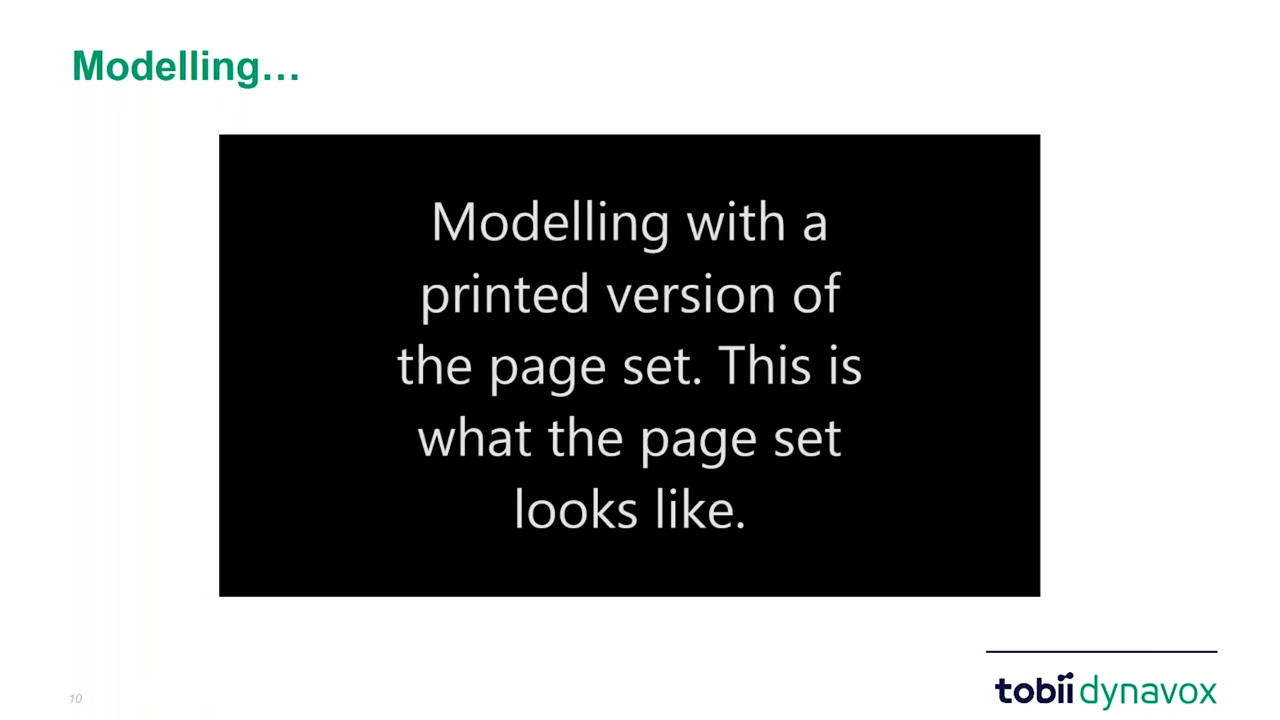 Modelling…
Modelling with a
printed version of
the page set. This is
what the page set
looks like.
10
tobii dynavox